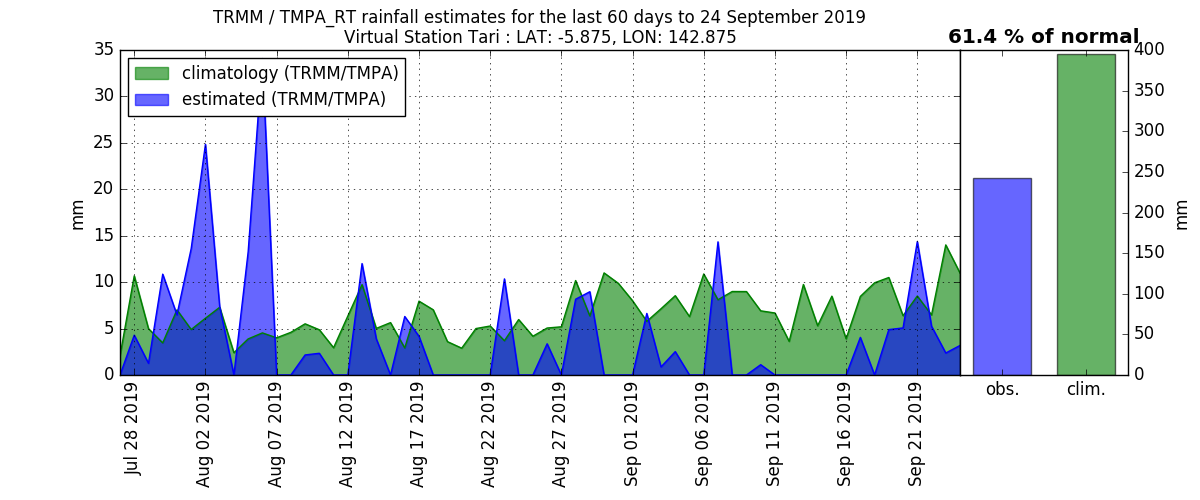 TRMM / TMPA_RT rainfall estimates for the last 60 days to 24 September 2019
Virtual Station Tari : LAT: -5.875, LON: 142.875
61.4 % of normal
climatology (TRMM/TMPA)
estimated (TRMM/TMPA)
35
30
25
20
15
10
5
0
mm
Jul 28 2019
Aug 02 2019
Aug 07 2019
Aug 12 2019
Aug 17 2019
Aug 22 2019
Aug 27 2019
Sep 01 2019
Sep 06 2019
Sep 11 2019
Sep 16 2019
Sep 21 2019
obs.
clim.
400
350
300
250
200
150
100
50
0
mm